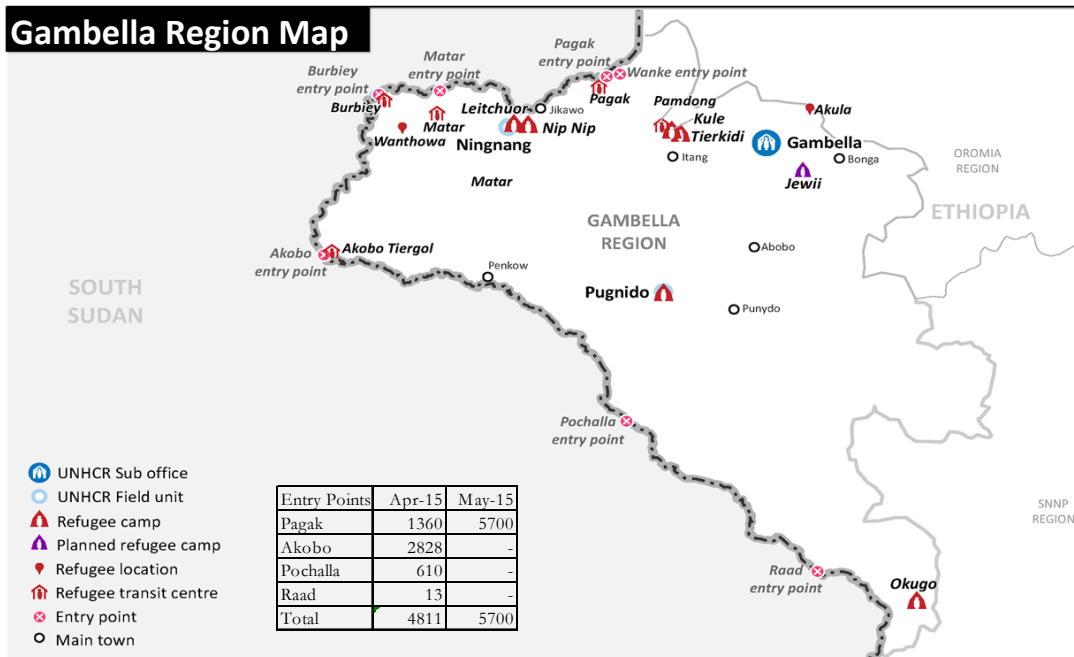 Gambella Region Map
Pagak
entry point
Matar
entry point
Burbiey
entry point
Wanke entry point
Burbiey
Pagak
Leitchuor
Jikawo
Pamdong
Kule
Tierkidi
Akula
Matar
Nip Nip
Wanthowa
Ningnang
Gambella
Itang
Bonga
OROMIA
REGION
Matar
Jewii
ETHIOPIA
GAMBELLA
REGION
Akobo Tiergol
Akobo
entry point
Abobo
Penkow
SOUTH
SUDAN
Pugnido
Punydo
Pochalla
entry point
UNHCR Sub office
UNHCR Field unit
Refugee camp
Planned refugee camp
Refugee location
Refugee transit centre
Entry point
Main town
Entry Points Apr-15 May-15
Pagak 1360 5700
Akobo 2828 -
Pochalla 610 -
Raad 13 -
Total 4811 5700
SNNP
REGION
Raad
entry point
Okugo